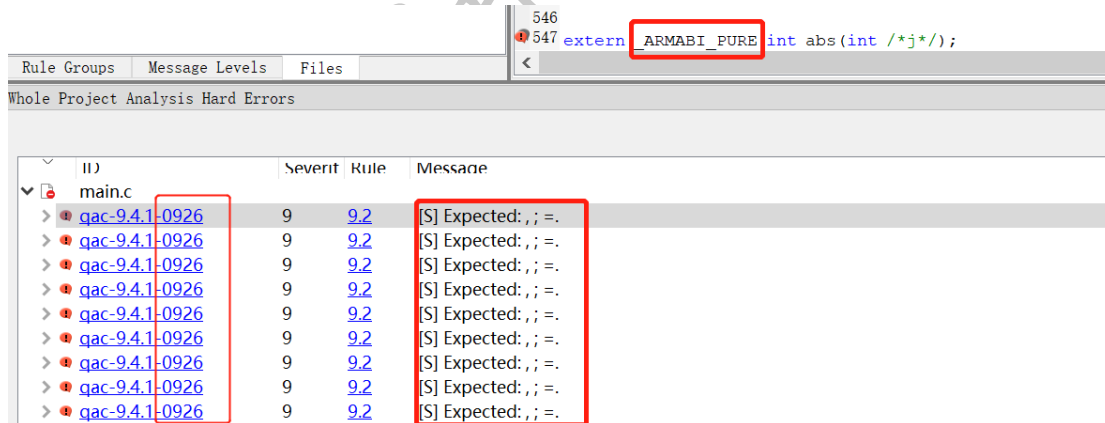 546
547 extern _ARMABI_PURE int abs(int /*j*/);
Rule Groups Message Levels Files
Whole Project Analysis Hard Errors
ID Severit Rule Message
main.c
qac-9.4.1-0926 9 9.2 [S] Expected: , ; =.
qac-9.4.1-0926 9 9.2 [S] Expected: , ; =.
qac-9.4.1-0926 9 9.2 [S] Expected: , ; =.
qac-9.4.1-0926 9 9.2 [S] Expected: , ; =.
qac-9.4.1-0926 9 9.2 [S] Expected: , ; =.
qac-9.4.1-0926 9 9.2 [S] Expected: , ; =.
qac-9.4.1-0926 9 9.2 [S] Expected: , ; =.
qac-9.4.1-0926 9 9.2 [S] Expected: , ; =.
qac-9.4.1-0926 9 9.2 [S] Expected: , ; =.